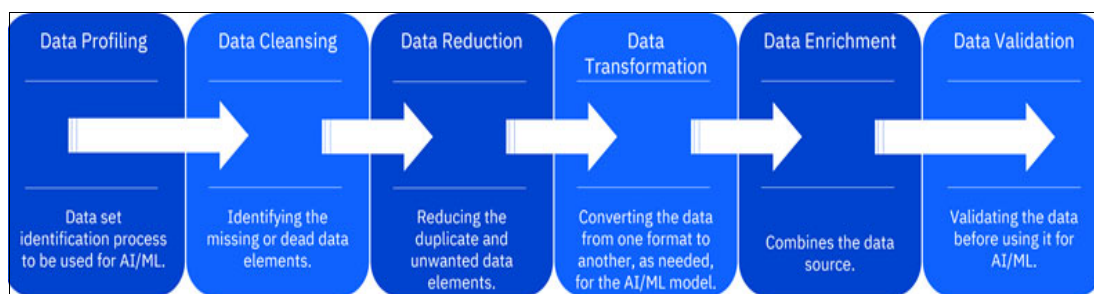 Data Profiling
Data set
identification process
to be used for AI/ML.
Data Cleansing
Identifying the
missing or dead data
elements.
Data Reduction
Reducing the
duplicate and
unwanted data
elements.
Data
Transformation
Converting the data
from one format to
another, as needed,
for the AI/ML model.
Data Enrichment
Combines the data
source.
Data Validation
Validating the data
before using it for
AI/ML.